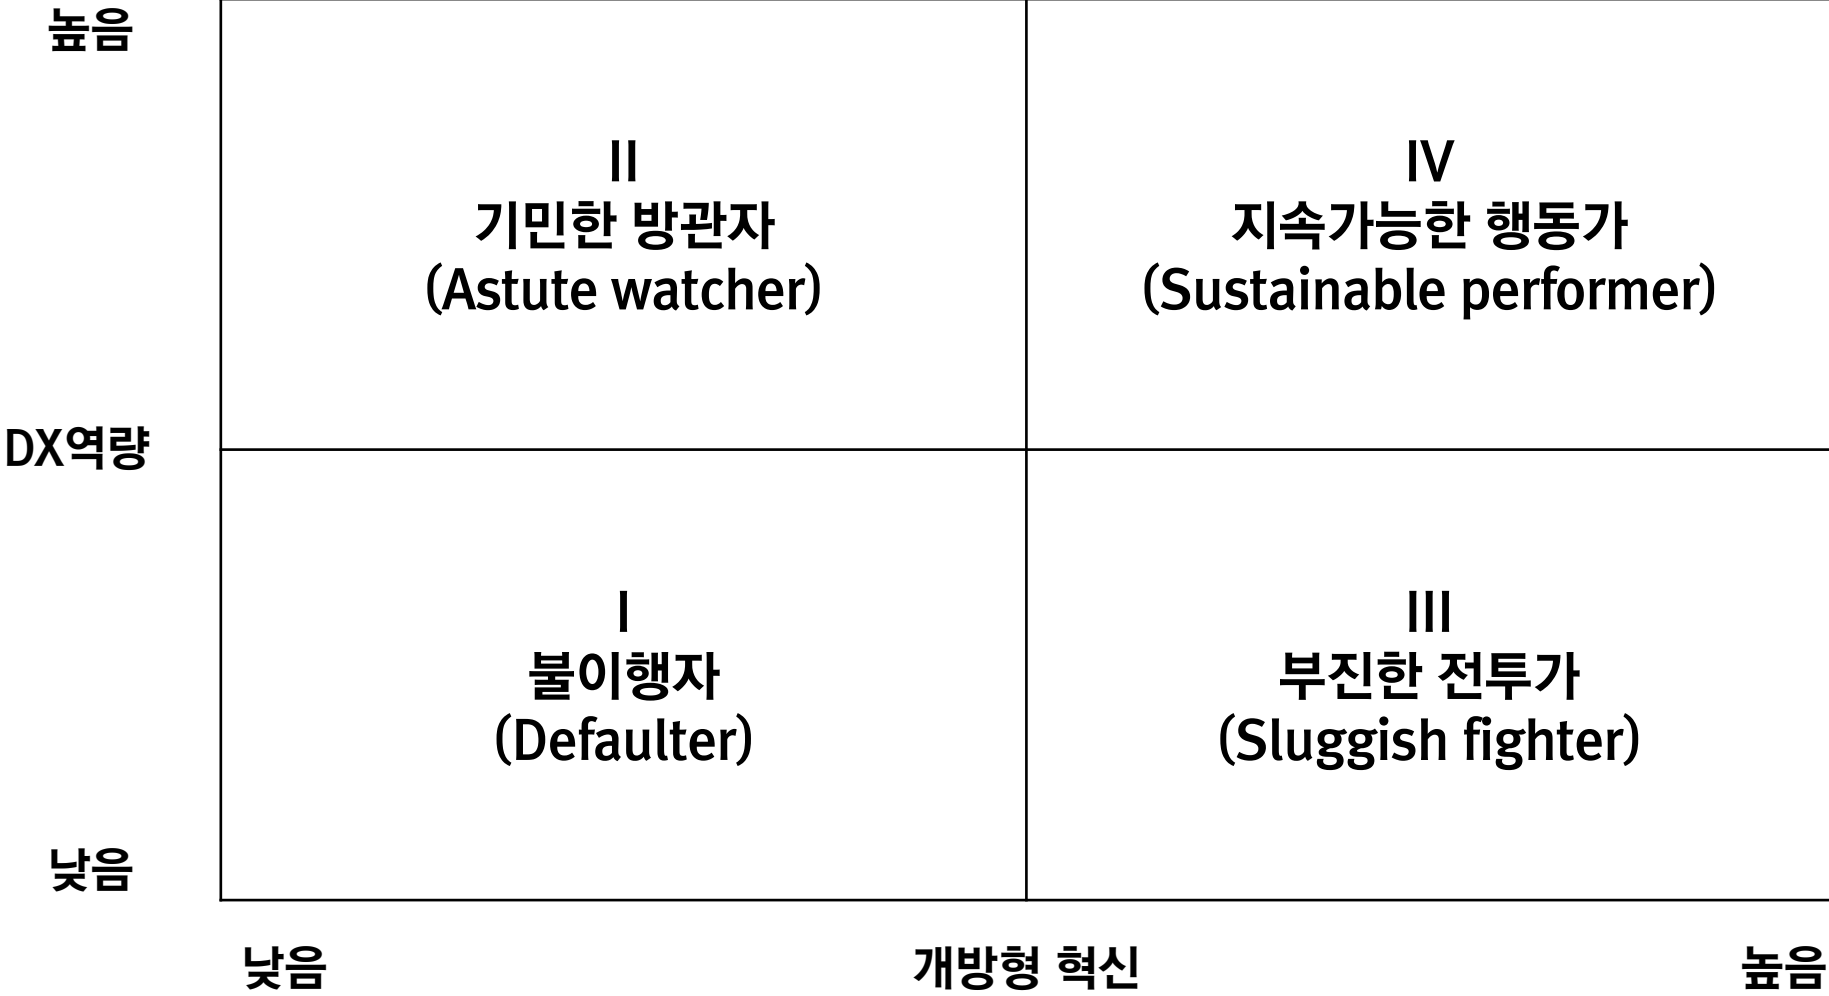 높음
II
기민한 방관자
(Astute watcher)
IV
지속가능한 행동가
(Sustainable performer)
DX역량
I
불이행자
(Defaulter)
III
부진한 전투가
(Sluggish fighter)
낮음
낮음
개방형 혁신
높음